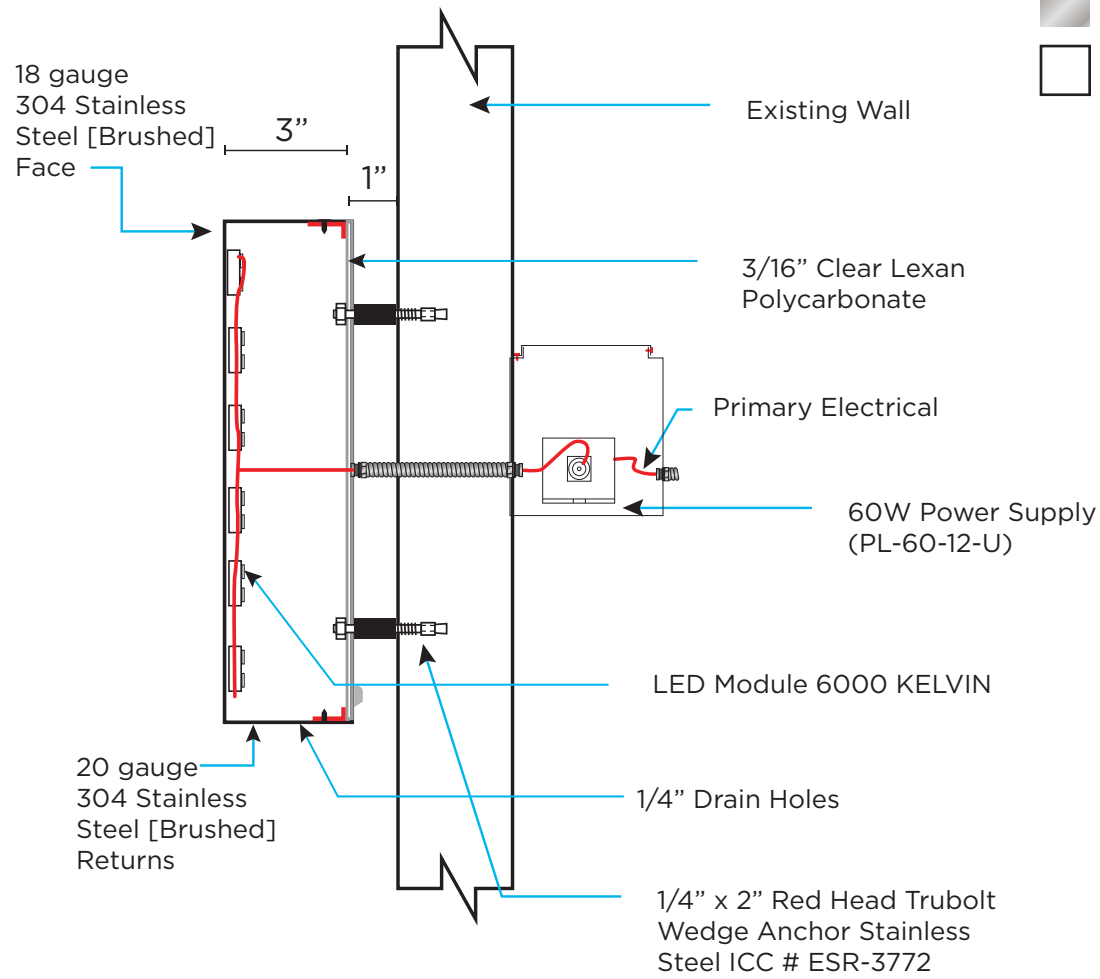 18 gauge
304 Stainless
Steel [Brushed]
Face
3”
1”
Existing Wall
3/16” Clear Lexan
Polycarbonate
Primary Electrical
60W Power Supply
(PL-60-12-U)
LED Module 6000 KELVIN
20 gauge
304 Stainless
Steel [Brushed]
Returns
1/4” Drain Holes
1/4” x 2” Red Head Trubolt
Wedge Anchor Stainless
Steel ICC # ESR-3772